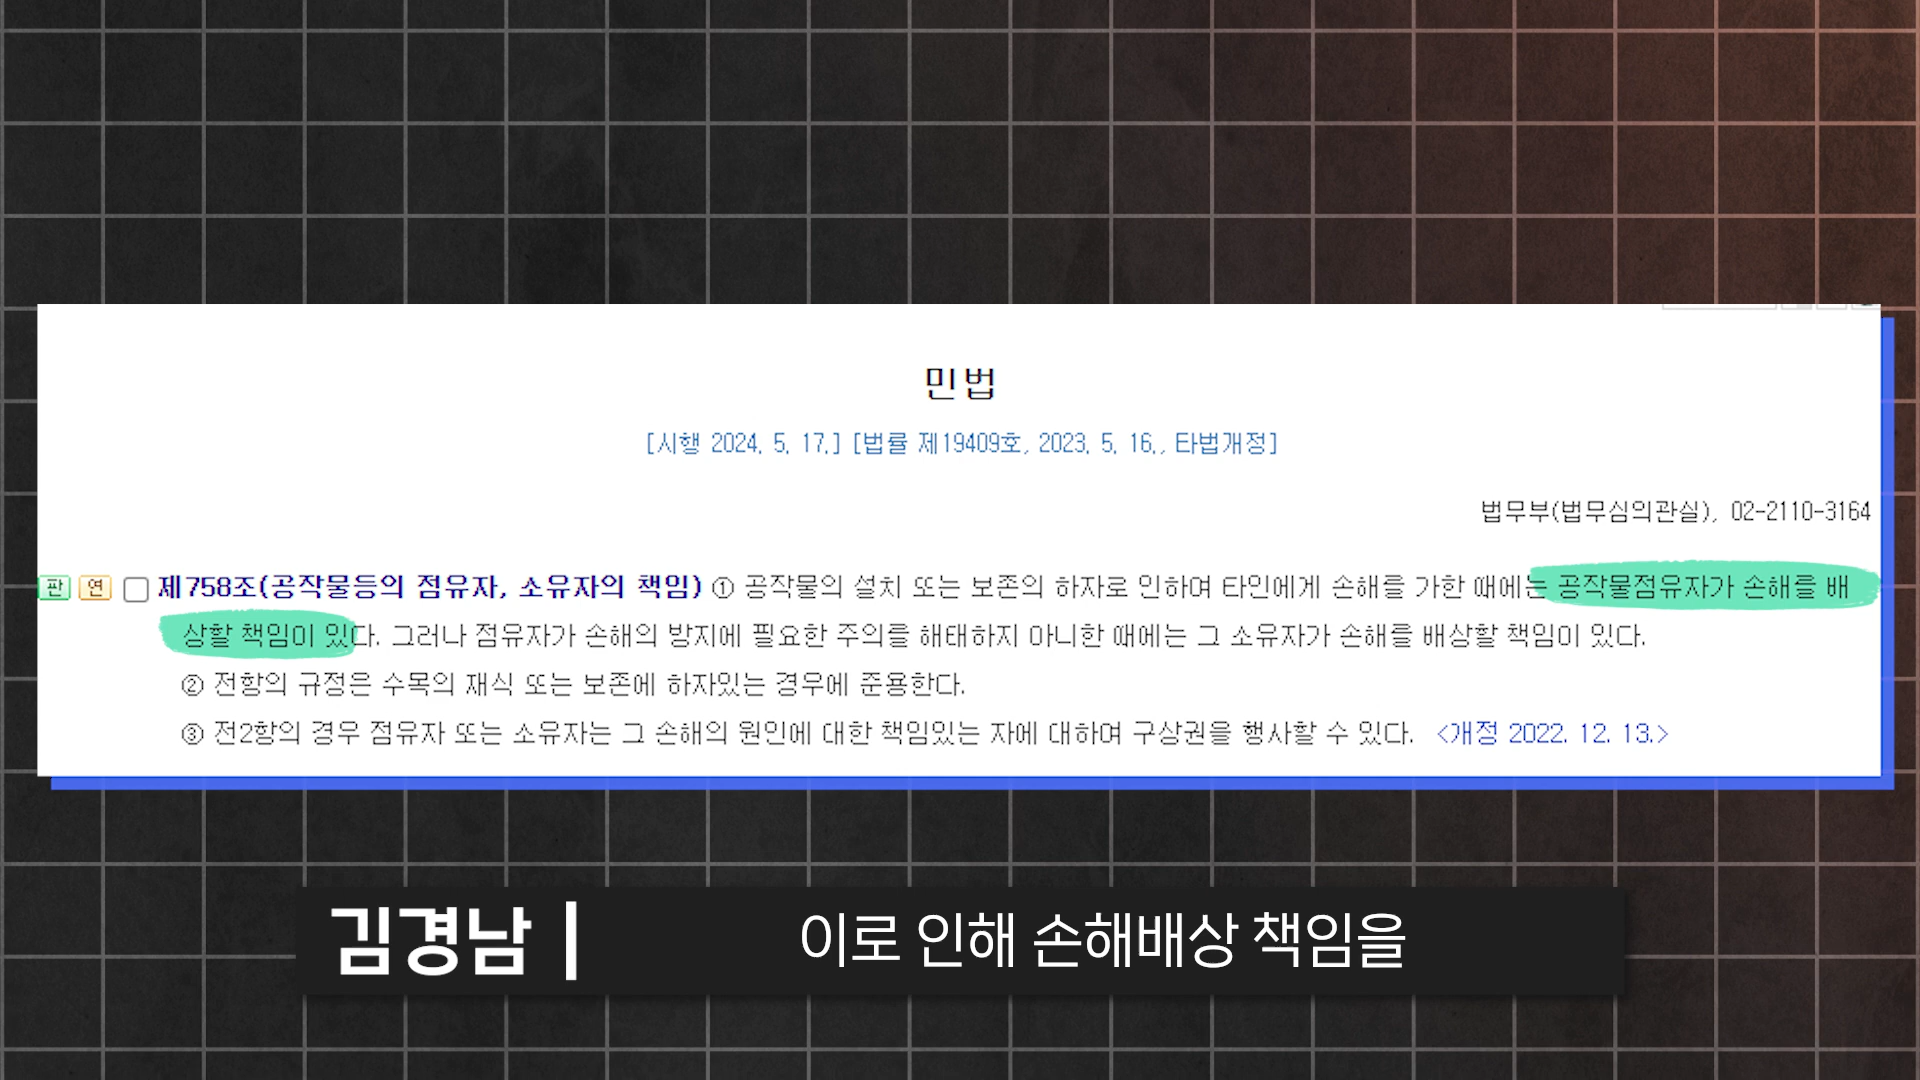 민법
[시행 2024. 5. 17.] [법률 제19409호, 2023. 5. 16., 타법개정]
법무부(법무심의관실), 02-2110-3164
판 연 제758조(공작물등의 점유자, 소유자의 책임) ① 공작물의 설치 또는 보존의 하자로 인하여 타인에게 손해를 가한 때에는 공작물점유자가 손해를 배
상할 책임이 있다. 그러나 점유자가 손해의 방지에 필요한 주의를 해태하지 아니한 때에는 그 소유자가 손해를 배상할 책임이 있다.
② 전항의 규정은 수목의 재식 또는 보존에 하자있는 경우에 준용한다.
③ 전2항의 경우 점유자 또는 소유자는 그 손해의 원인에 대한 책임있는 자에 대하여 구상권을 행사할 수 있다. <개정 2022. 12. 13.>
김경남 | 이로 인해 손해배상 책임을